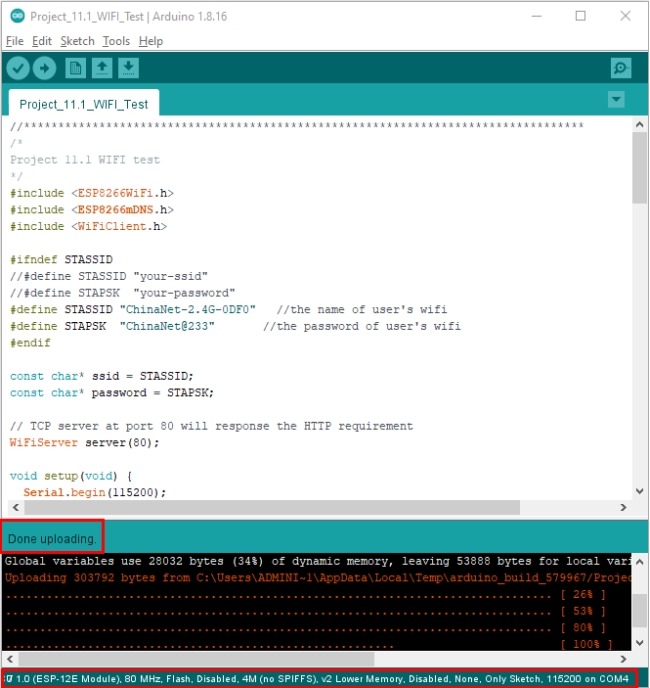 Project_11.1_WIFI_Test | Arduino 1.8.16
File Edit Sketch Tools Help
Project_11.1_WIFI_Test
//**********************************************************************************
/*
Project 11.1 WIFI test
*/
#include <ESP8266WiFi.h>
#include <ESP8266mDNS.h>
#include <WiFiClient.h>
#ifndef STASSID
//#define STASSID "your-ssid"
//#define STAPSK  "your-password"
#define STASSID "ChinaNet-2.4G-0DF0"   //the name of user's wifi
#define STAPSK  "ChinaNet@233"       //the password of user's wifi
#endif
const char* ssid = STASSID;
const char* password = STAPSK;
// TCP server at port 80 will response the HTTP requirement
WiFiServer server(80);
void setup(void) {
  Serial.begin(115200);
Done uploading.
Global variables use 28032 bytes (34%) of dynamic memory, leaving 53888 bytes for local vari
Uploading 303792 bytes from C:\Users\ADMINI~1\AppData\Local\Temp\arduino_build_579967/Projec
................................................................................ [ 26% ]
................................................................................ [ 53% ]
................................................................................ [ 80% ]
......................................................... [ 100% ]
1.0 (ESP-12E Module), 80 MHz, Flash, Disabled, 4M (no SPIFFS), v2 Lower Memory, Disabled, None, Only Sketch, 115200 on COM4